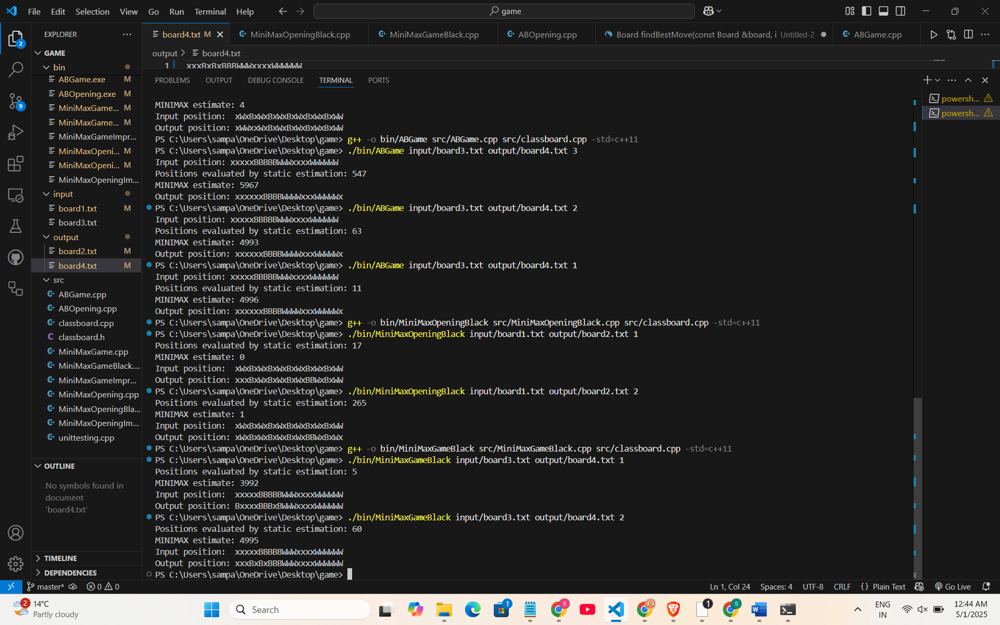 File Edit Selection View Go Run Terminal Help
game
EXPLORER
board4.txt M
MiniMaxOpeningBlack.cpp
MiniMaxGameBlack.cpp
ABOpening.cpp
Board findBestMove(const Board &board, i Untitled-2
ABGame.cpp
GAME
bin
ABGame.exe M
ABOpening.exe M
MiniMaxGame... M
MiniMaxGame... M
MiniMaxGameImpr...
MiniMaxOpeni... M
MiniMaxOpeni... M
MiniMaxOpeningIm...
input
board1.txt M
board3.txt
output
board2.txt M
board4.txt M
src
ABGame.cpp
ABOpening.cpp
classboard.cpp
classboard.h
MiniMaxGame.cpp
MiniMaxGameBlack....
MiniMaxGameImpr...
MiniMaxOpening.cpp
MiniMaxOpeningBla...
MiniMaxOpeningIm...
unittesting.cpp
OUTLINE
No symbols found in
document
'board4.txt'
TIMELINE
DEPENDENCIES
output > board4.txt
1 xxxBxBxBBBWWWxxxxWWWWWW
PROBLEMS OUTPUT DEBUG CONSOLE TERMINAL PORTS
powersh...
powersh...
MINIMAX estimate: 4
Input position: xWxBxWxBxWxBxWxBxWxBxWW
Output position: xWWxxWxBxWxBxWxBxWxBxWW
PS C:\Users\sampa\OneDrive\Desktop\game> g++ -o bin/ABGame src/ABGame.cpp src/classboard.cpp -std=c++11
PS C:\Users\sampa\OneDrive\Desktop\game> ./bin/ABGame input/board3.txt output/board4.txt 3
Input position: xxxxxBBBBBWWWxxxxWWWWWW
Positions evaluated by static estimation: 547
MINIMAX estimate: 5967
Output position: xxxxxxBBBBWWWWxxxWWWWWx
PS C:\Users\sampa\OneDrive\Desktop\game> ./bin/ABGame input/board3.txt output/board4.txt 2
Input position: xxxxxBBBBBWWWxxxxWWWWWW
Positions evaluated by static estimation: 63
MINIMAX estimate: 4993
Output position: xxxxxxBBBBWWWWxxxWWWWWx
PS C:\Users\sampa\OneDrive\Desktop\game> ./bin/ABGame input/board3.txt output/board4.txt 1
Input position: xxxxxBBBBBWWWxxxxWWWWWW
Positions evaluated by static estimation: 11
MINIMAX estimate: 4996
Output position: xxxxxxBBBBWWWWxxxWWWWWx
PS C:\Users\sampa\OneDrive\Desktop\game> g++ -o bin/MiniMaxOpeningBlack src/MiniMaxOpeningBlack.cpp src/classboard.cpp -std=c++11
PS C:\Users\sampa\OneDrive\Desktop\game> ./bin/MiniMaxOpeningBlack input/board1.txt output/board2.txt 1
Positions evaluated by static estimation: 17
MINIMAX estimate: 0
Input position: xWxBxWxBxWxBxWxBxWxBxWW
Output position: xxxBxWxBxWxBxWxBBWxBxWW
PS C:\Users\sampa\OneDrive\Desktop\game> ./bin/MiniMaxOpeningBlack input/board1.txt output/board2.txt 2
Positions evaluated by static estimation: 265
MINIMAX estimate: 1
Input position: xWxBxWxBxWxBxWxBxWxBxWW
Output position: xWxBxWxBxWxBxWxBBWxBxWx
PS C:\Users\sampa\OneDrive\Desktop\game> g++ -o bin/MiniMaxGameBlack src/MiniMaxGameBlack.cpp src/classboard.cpp -std=c++11
PS C:\Users\sampa\OneDrive\Desktop\game> ./bin/MiniMaxGameBlack input/board3.txt output/board4.txt 1
Positions evaluated by static estimation: 5
MINIMAX estimate: 3992
Input position: xxxxxBBBBBWWWxxxxWWWWWW
Output position: BxxxxBBBxBWWWxxxxWWWWWW
PS C:\Users\sampa\OneDrive\Desktop\game> ./bin/MiniMaxGameBlack input/board3.txt output/board4.txt 2
Positions evaluated by static estimation: 60
MINIMAX estimate: 4995
Input position: xxxxxBBBBBWWWxxxxWWWWWW
Output position: xxxBxBxBBBWWWxxxxWWWWWW
PS C:\Users\sampa\OneDrive\Desktop\game>
master* 0 0
Ln 1, Col 24 Spaces: 4 UTF-8 CRLF {} Plain Text Go Live
14°C
Partly cloudy
Search
ENG
IN
12:44 AM
5/1/2025